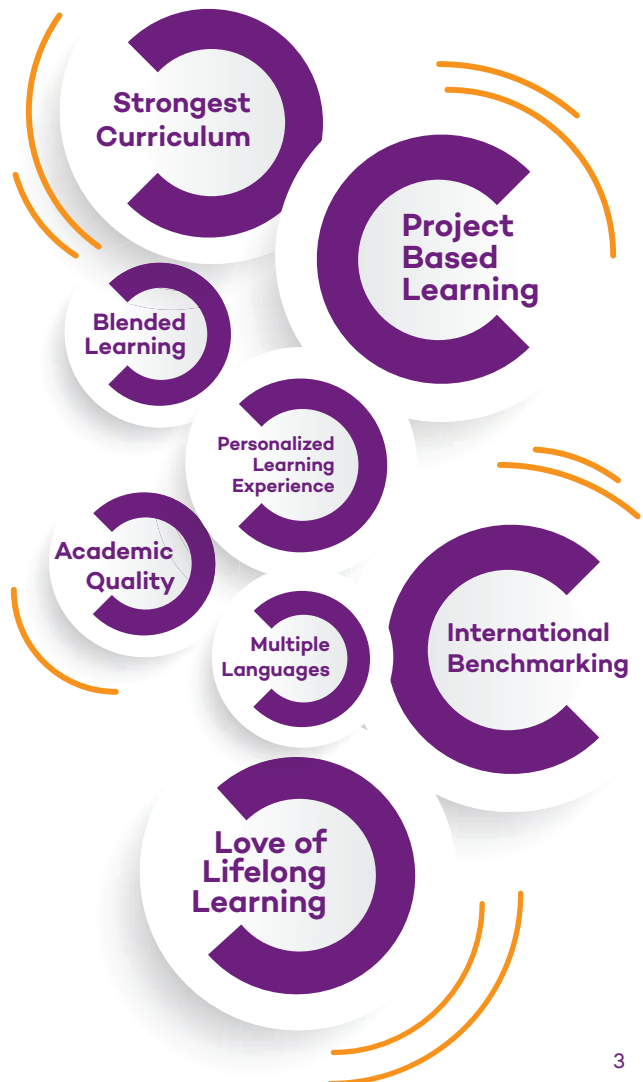 Strongest
Curriculum
Project
Based
Learning
Blended
Learning
Personalized
Learning
Experience
Academic
Quality
Multiple
Languages
International
Benchmarking
Love of
Lifelong
Learning
3